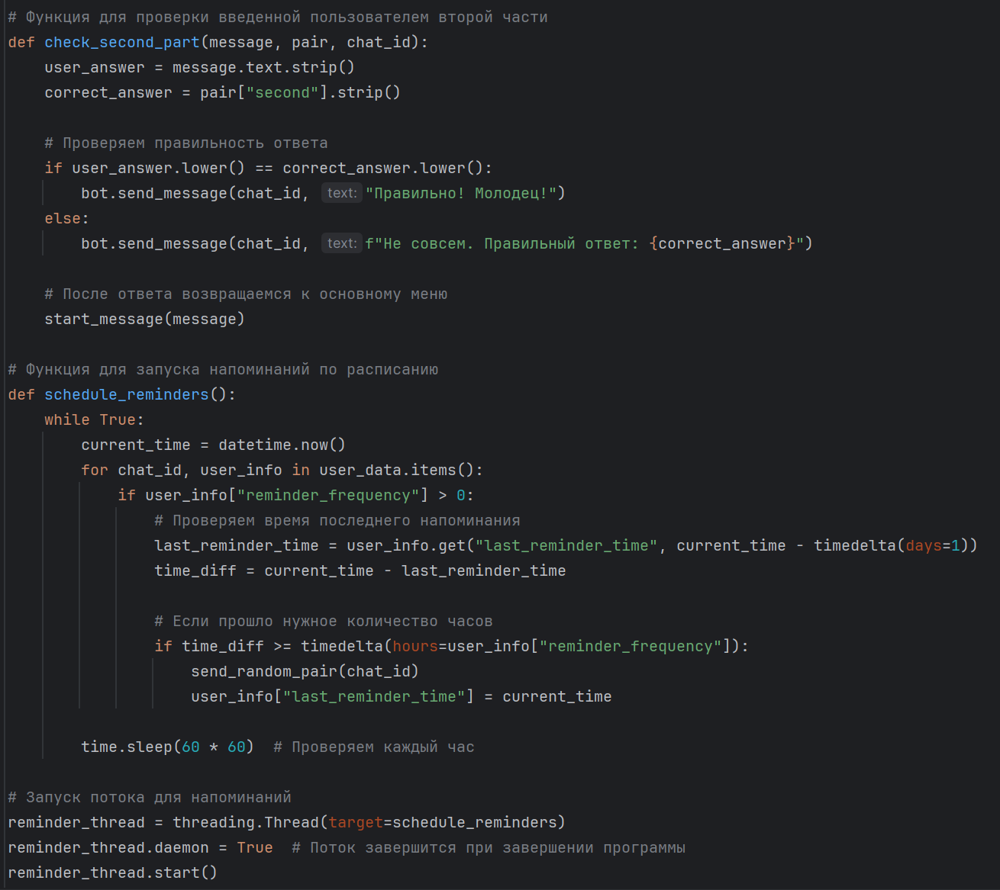 # Функция для проверки введенной пользователем второй части
def check_second_part(message, pair, chat_id):
    user_answer = message.text.strip()
    correct_answer = pair["second"].strip()

    # Проверяем правильность ответа
    if user_answer.lower() == correct_answer.lower():
        bot.send_message(chat_id, text: "Правильно! Молодец!")
    else:
        bot.send_message(chat_id, text: f"Не совсем. Правильный ответ: {correct_answer}")

    # После ответа возвращаемся к основному меню
    start_message(message)

# Функция для запуска напоминаний по расписанию
def schedule_reminders():
    while True:
        current_time = datetime.now()
        for chat_id, user_info in user_data.items():
            if user_info["reminder_frequency"] > 0:
                # Проверяем время последнего напоминания
                last_reminder_time = user_info.get("last_reminder_time", current_time - timedelta(days=1))
                time_diff = current_time - last_reminder_time

                # Если прошло нужное количество часов
                if time_diff >= timedelta(hours=user_info["reminder_frequency"]):
                    send_random_pair(chat_id)
                    user_info["last_reminder_time"] = current_time

        time.sleep(60 * 60)  # Проверяем каждый час

# Запуск потока для напоминаний
reminder_thread = threading.Thread(target=schedule_reminders)
reminder_thread.daemon = True  # Поток завершится при завершении программы
reminder_thread.start()